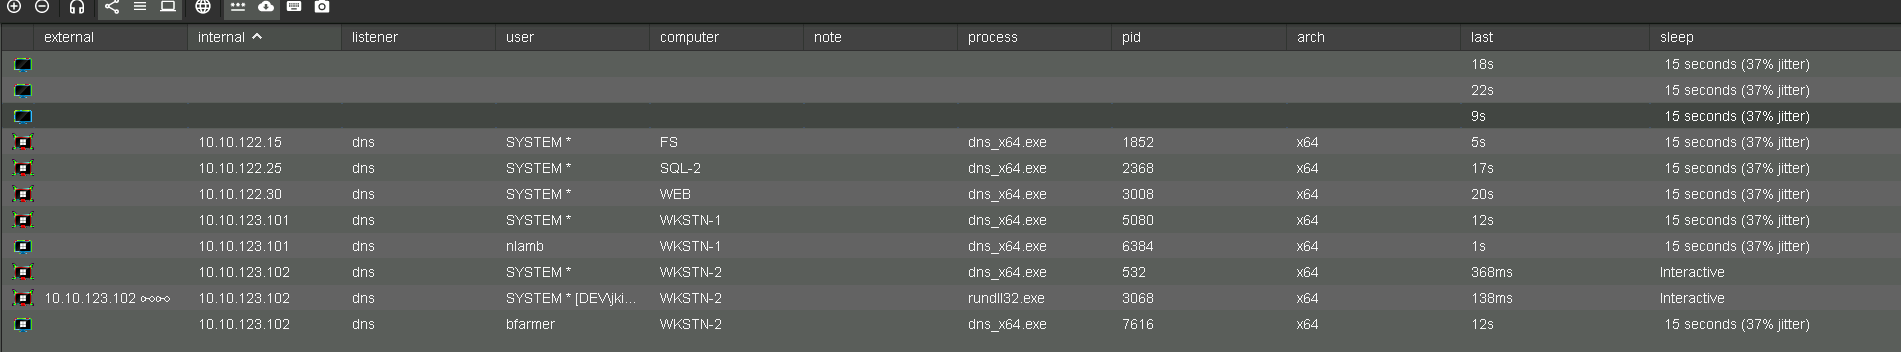 external internal listener user computer note process pid arch last sleep
18s 15 seconds (37% jitter)
22s 15 seconds (37% jitter)
9s 15 seconds (37% jitter)
10.10.122.15 dns SYSTEM * FS dns_x64.exe 1852 x64 5s 15 seconds (37% jitter)
10.10.122.25 dns SYSTEM * SQL-2 dns_x64.exe 2368 x64 17s 15 seconds (37% jitter)
10.10.122.30 dns SYSTEM * WEB dns_x64.exe 3008 x64 20s 15 seconds (37% jitter)
10.10.123.101 dns SYSTEM * WKSTN-1 dns_x64.exe 5080 x64 12s 15 seconds (37% jitter)
10.10.123.101 dns nlamb WKSTN-1 dns_x64.exe 6384 x64 1s 15 seconds (37% jitter)
10.10.123.102 dns SYSTEM * WKSTN-2 dns_x64.exe 532 x64 368ms Interactive
10.10.123.102 10.10.123.102 dns SYSTEM * [DEV\jki... WKSTN-2 rundll32.exe 3068 x64 138ms Interactive
10.10.123.102 dns bfarmer WKSTN-2 dns_x64.exe 7616 x64 12s 15 seconds (37% jitter)